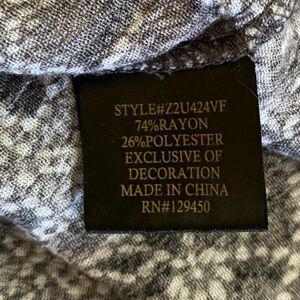 STYLE#Z2U424VF
74%RAYON
26%POLYESTER
EXCLUSIVE OF
DECORATION
MADE IN CHINA
RN#129450